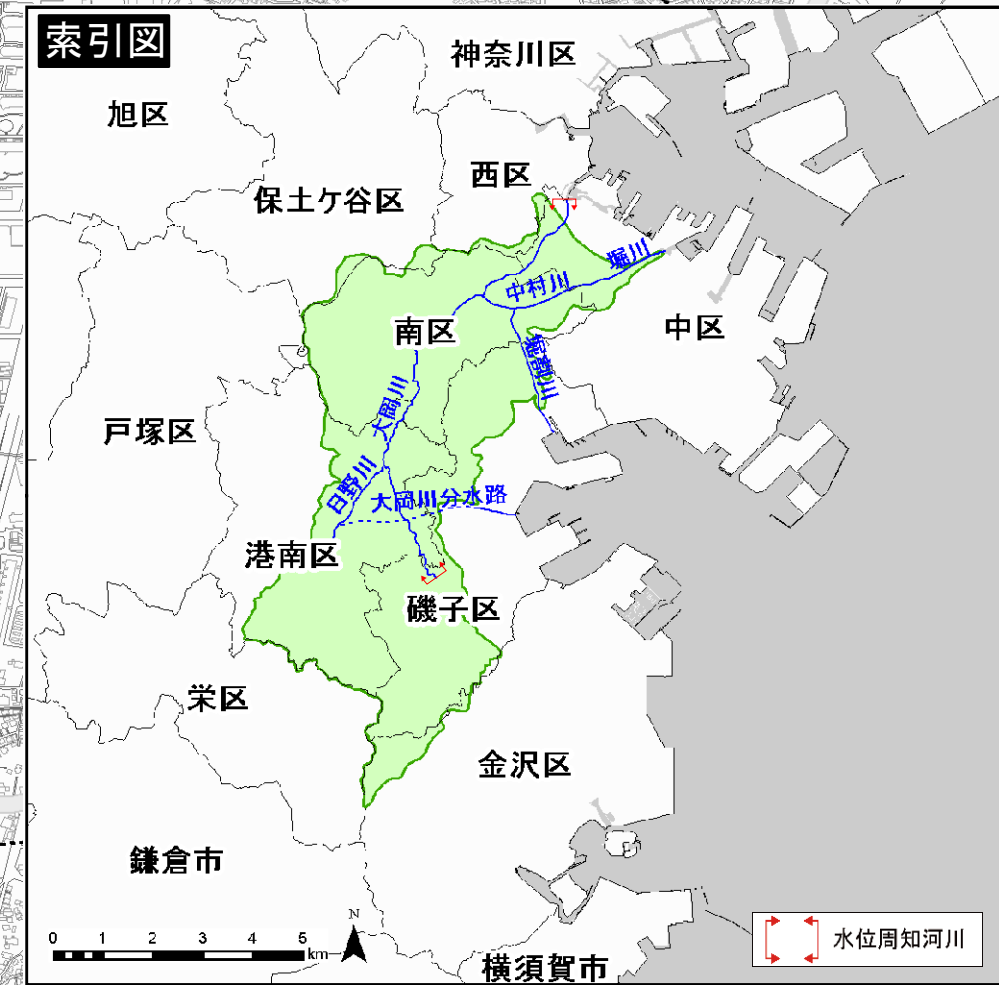 索引図
神奈川区
旭区
西区
保土ケ谷区
堀川
中村川
南区
中区
堀割川
大岡川
戸塚区
日野川
大岡川分水路
港南区
磯子区
栄区
金沢区
鎌倉市
N
0 1 2 3 4 5
km
水位周知河川
横須賀市